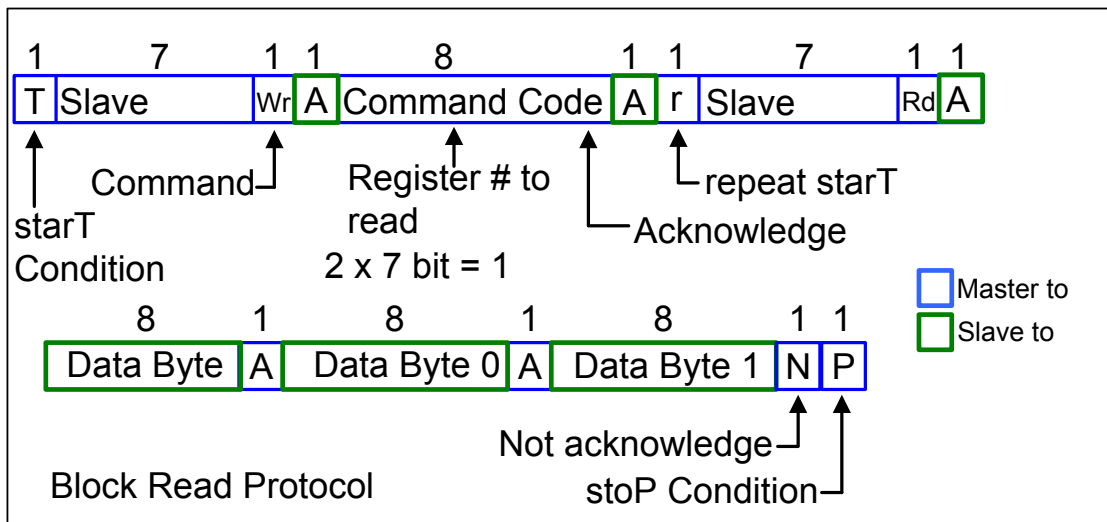 1 7 1 1 8 1 1 7 1 1
T Slave Wr A Command Code A r Slave Rd A
Command
Register # to
read
2 x 7 bit = 1
repeat starT
Acknowledge
starT
Condition
Master to
Slave to
8 1 8 1 8 1 1
Data Byte A Data Byte 0 A Data Byte 1 N P
Not acknowledge
stoP Condition
Block Read Protocol